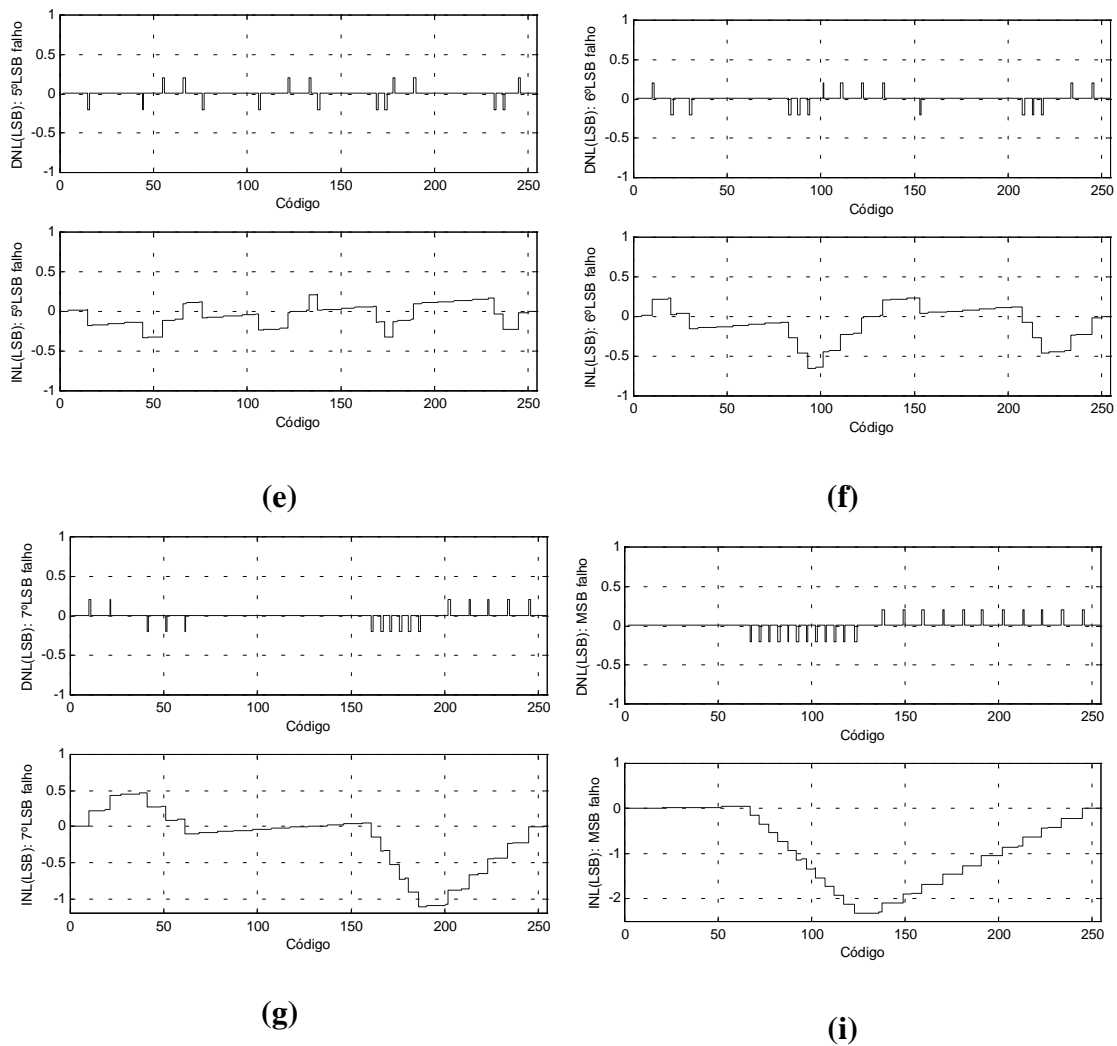 1
0.5
0
-0.5
-1
DNL(LSB): 5ºLSB falho
0 50 100 150 200 250
Código
1
0.5
0
-0.5
-1
INL(LSB): 5ºLSB falho
0 50 100 150 200 250
Código
(e)
1
0.5
0
-0.5
-1
DNL(LSB): 6ºLSB falho
0 50 100 150 200 250
Código
1
0.5
0
-0.5
-1
INL(LSB): 6ºLSB falho
0 50 100 150 200 250
Código
(f)
1
0.5
0
-0.5
-1
DNL(LSB): 7ºLSB falho
0 50 100 150 200 250
Código
1
0.5
0
-0.5
-1
INL(LSB): 7ºLSB falho
0 50 100 150 200 250
Código
(g)
1
0.5
0
-0.5
-1
DNL(LSB): MSB falho
0 50 100 150 200 250
Código
1
0
-1
-2
INL(LSB): MSB falho
0 50 100 150 200 250
Código
(i)